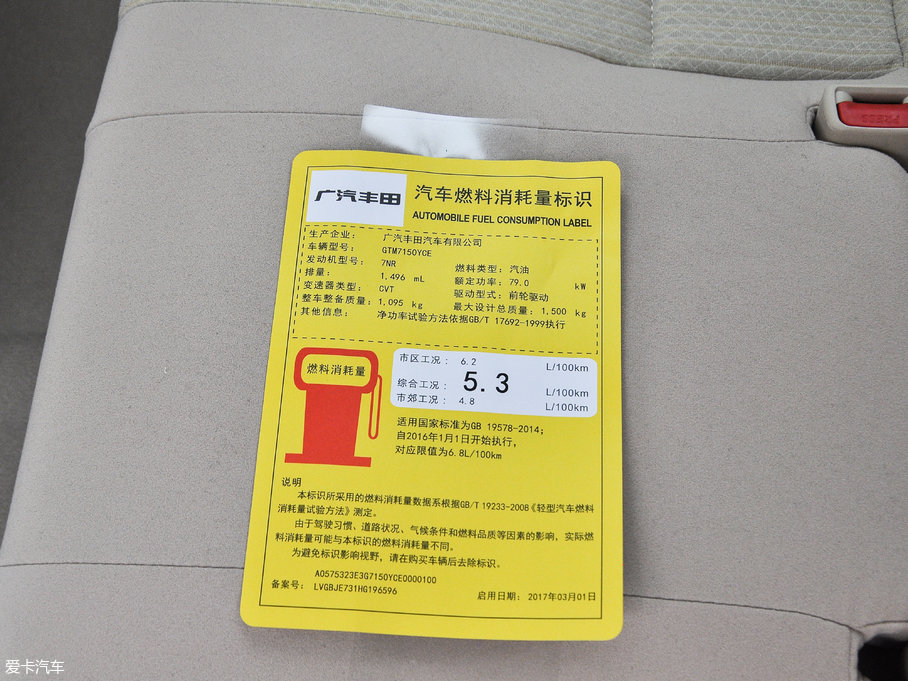 PRESS
广汽丰田
汽车燃料消耗量标识
AUTOMOBILE FUEL CONSUMPTION LABEL
生产企业: 广汽丰田汽车有限公司
车辆型号: GTM7150YCE
发动机型号: 7NR 燃料类型: 汽油
排量: 1,496 mL 额定功率: 79.0 kW
变速器类型: CVT 驱动型式: 前轮驱动
整车整备质量: 1,095 kg 最大设计总质量: 1,500 kg
其他信息: 净功率试验方法依据GB/T 17692-1999执行
燃料消耗量
市区工况: 6.2 L/100km
综合工况: 5.3 L/100km
市郊工况: 4.8 L/100km
适用国家标准为GB 19578-2014;
自2016年1月1日开始执行,
对应限值为6.8L/100km
说明
本标识所采用的燃料消耗量数据系根据GB/T 19233-2008《轻型汽车燃料
消耗量试验方法》测定。
由于驾驶习惯、道路状况、气候条件和燃料品质等因素的影响,实际燃
料消耗量可能与本标识的燃料消耗量不同。
为避免标识影响视野,请在购买车辆后去除标识。
A0575323E3G7150YCE0000100
备案号: LVGBJE731HG196596
启用日期: 2017年03月01日
爱卡汽车